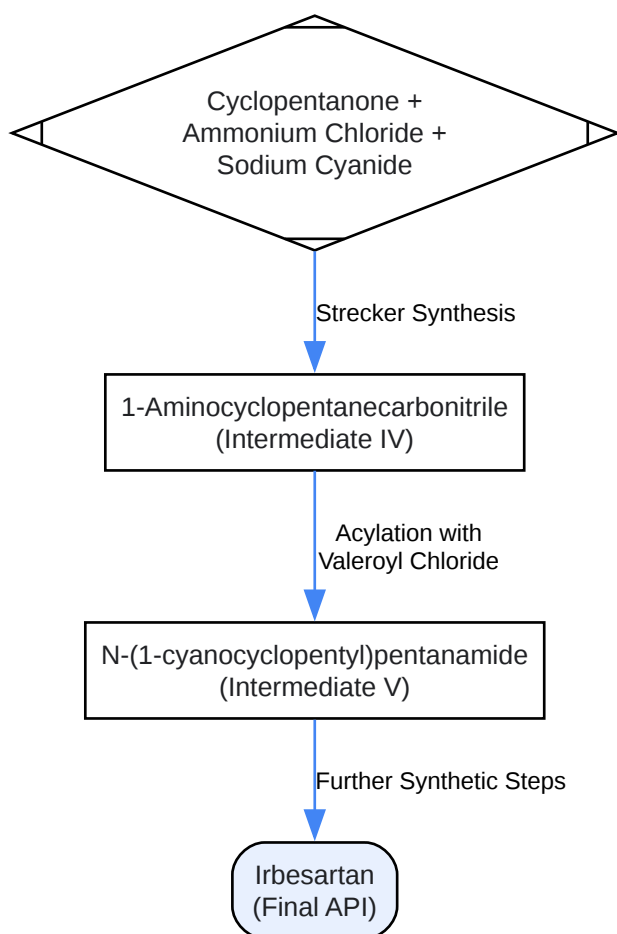 Cyclopentanone +
Ammonium Chloride +
Sodium Cyanide
Strecker Synthesis
1-Aminocyclopentanecarbonitrile
(Intermediate IV)
Acylation with
Valeroyl Chloride
N-(1-cyanocyclopentyl)pentanamide
(Intermediate V)
Further Synthetic Steps
Irbesartan
(Final API)